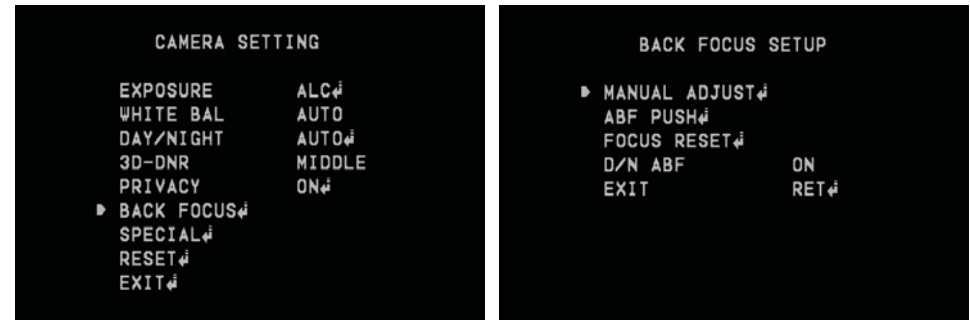 CAMERA SETTING
EXPOSURE ALC↲
WHITE BAL AUTO
DAY/NIGHT AUTO↲
3D-DNR MIDDLE
PRIVACY ON↲
BACK FOCUS↲
SPECIAL↲
RESET↲
EXIT↲
BACK FOCUS SETUP
MANUAL ADJUST↲
ABF PUSH↲
FOCUS RESET↲
D/N ABF ON
EXIT RET↲